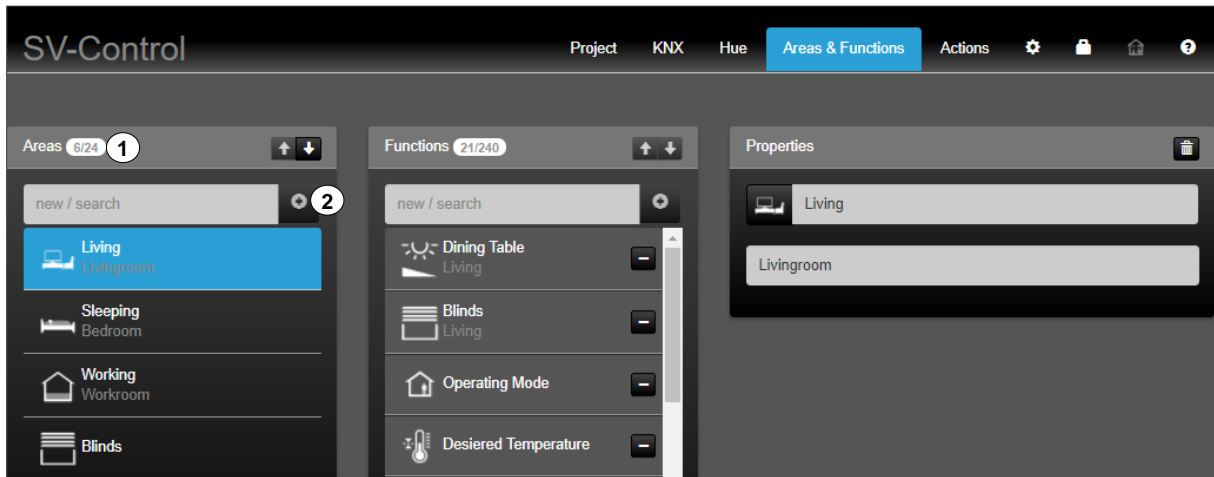 SV-Control
Project KNX Hue Areas & Functions Actions
Areas 6/24 1
new / search 2
Living
Livingroom
Sleeping
Bedroom
Working
Workroom
Blinds
Functions 21/240
new / search
Dining Table
Living
Blinds
Living
Operating Mode
Desiered Temperature
Properties
Living
Livingroom